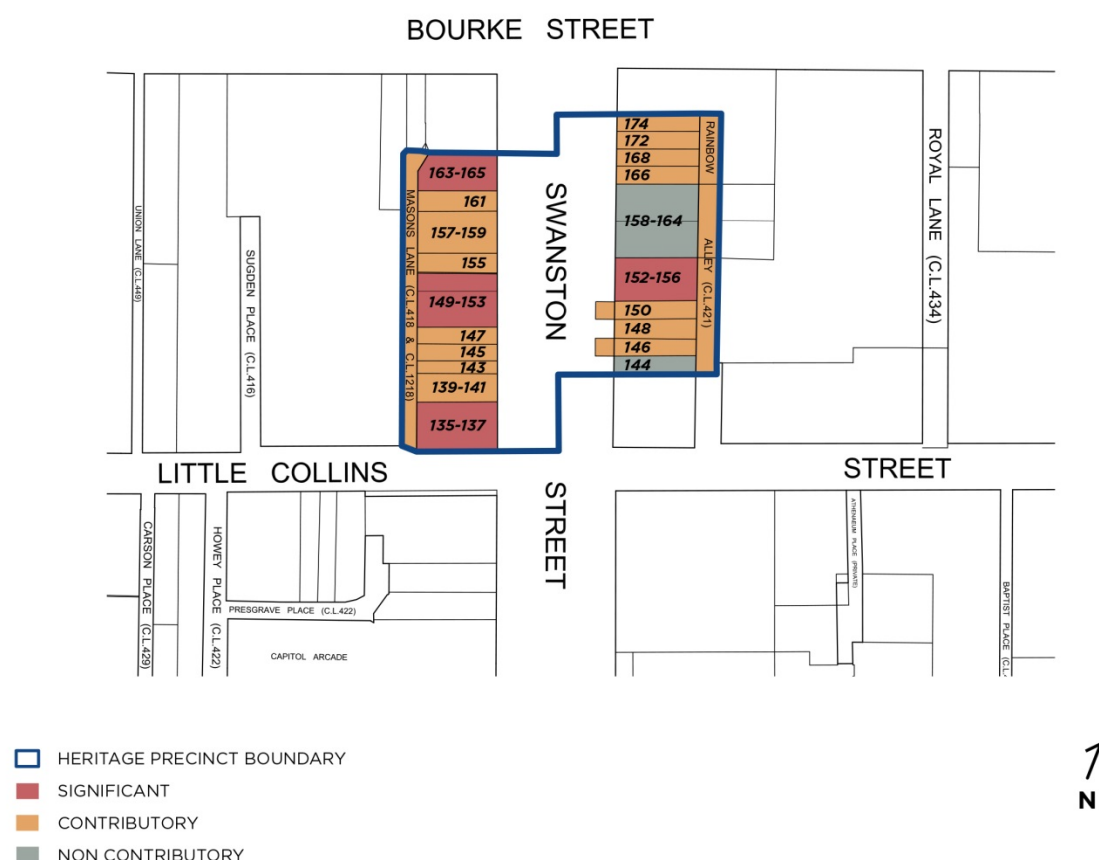 BOURKE STREET
174
172
168
166
158-164
152-156
150
148
146
144
RAINBOW
ALLEY (C.L.421)
163-165
161
157-159
155
149-153
147
145
143
139-141
135-137
MASONS LANE (C.L.418 & C.L.1218)
SWANSTON
STREET
UNION LANE (C.L.449)
SUGDEN PLACE (C.L.416)
ROYAL LANE (C.L.434)
LITTLE COLLINS
STREET
CARSON PLACE (C.L.429)
HOWEY PLACE (C.L.422)
PRESGRAVE PLACE (C.L.422)
CAPITOL ARCADE
ATHENAEUM PLACE (PRIVATE)
BAPTIST PLACE (C.L.
HERITAGE PRECINCT BOUNDARY
SIGNIFICANT
CONTRIBUTORY
NON CONTRIBUTORY
N